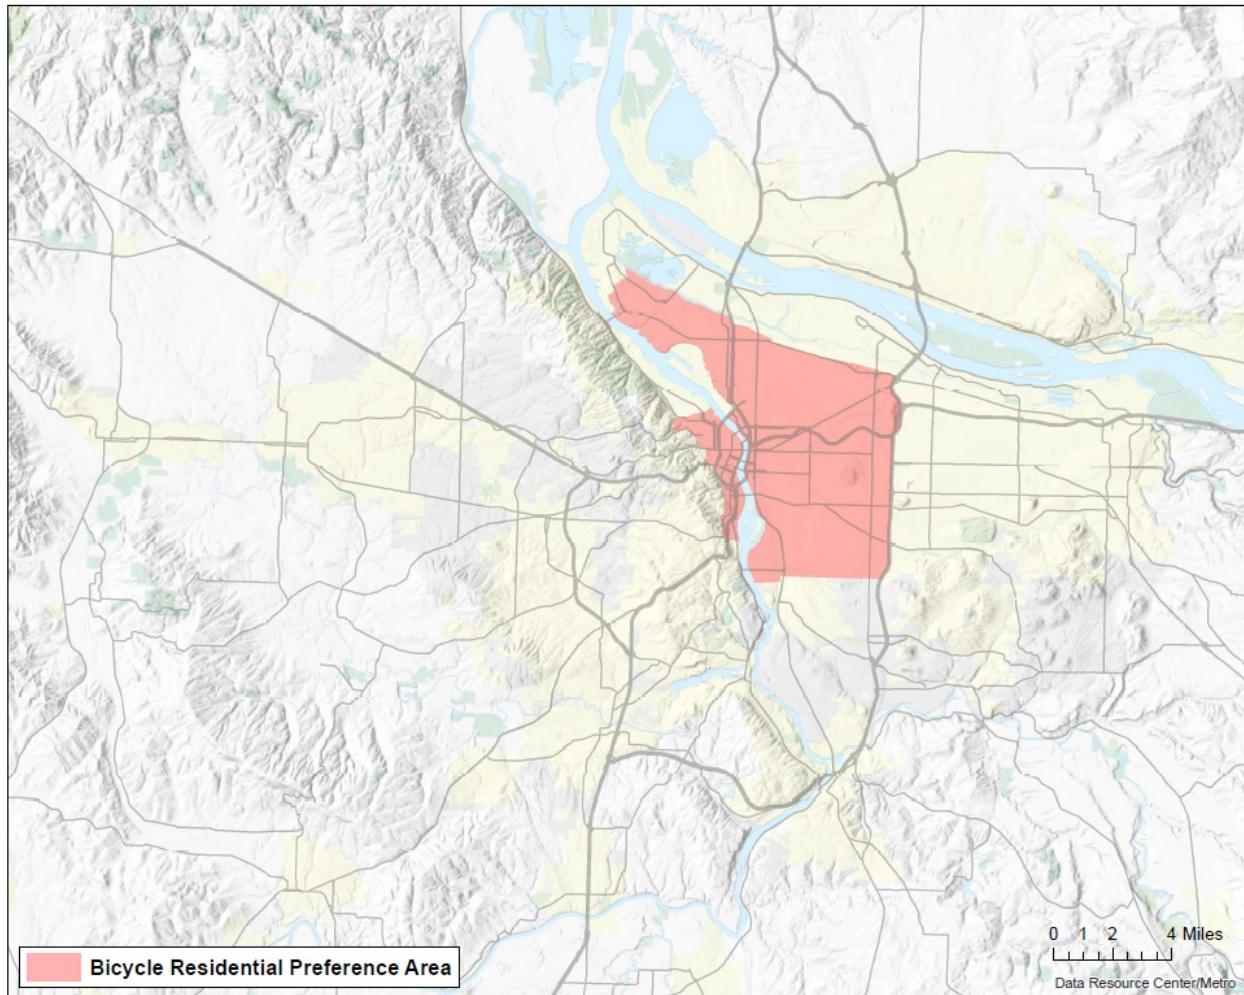 Bicycle Residential Preference Area
0 1 2 4 Miles
Data Resource Center/Metro